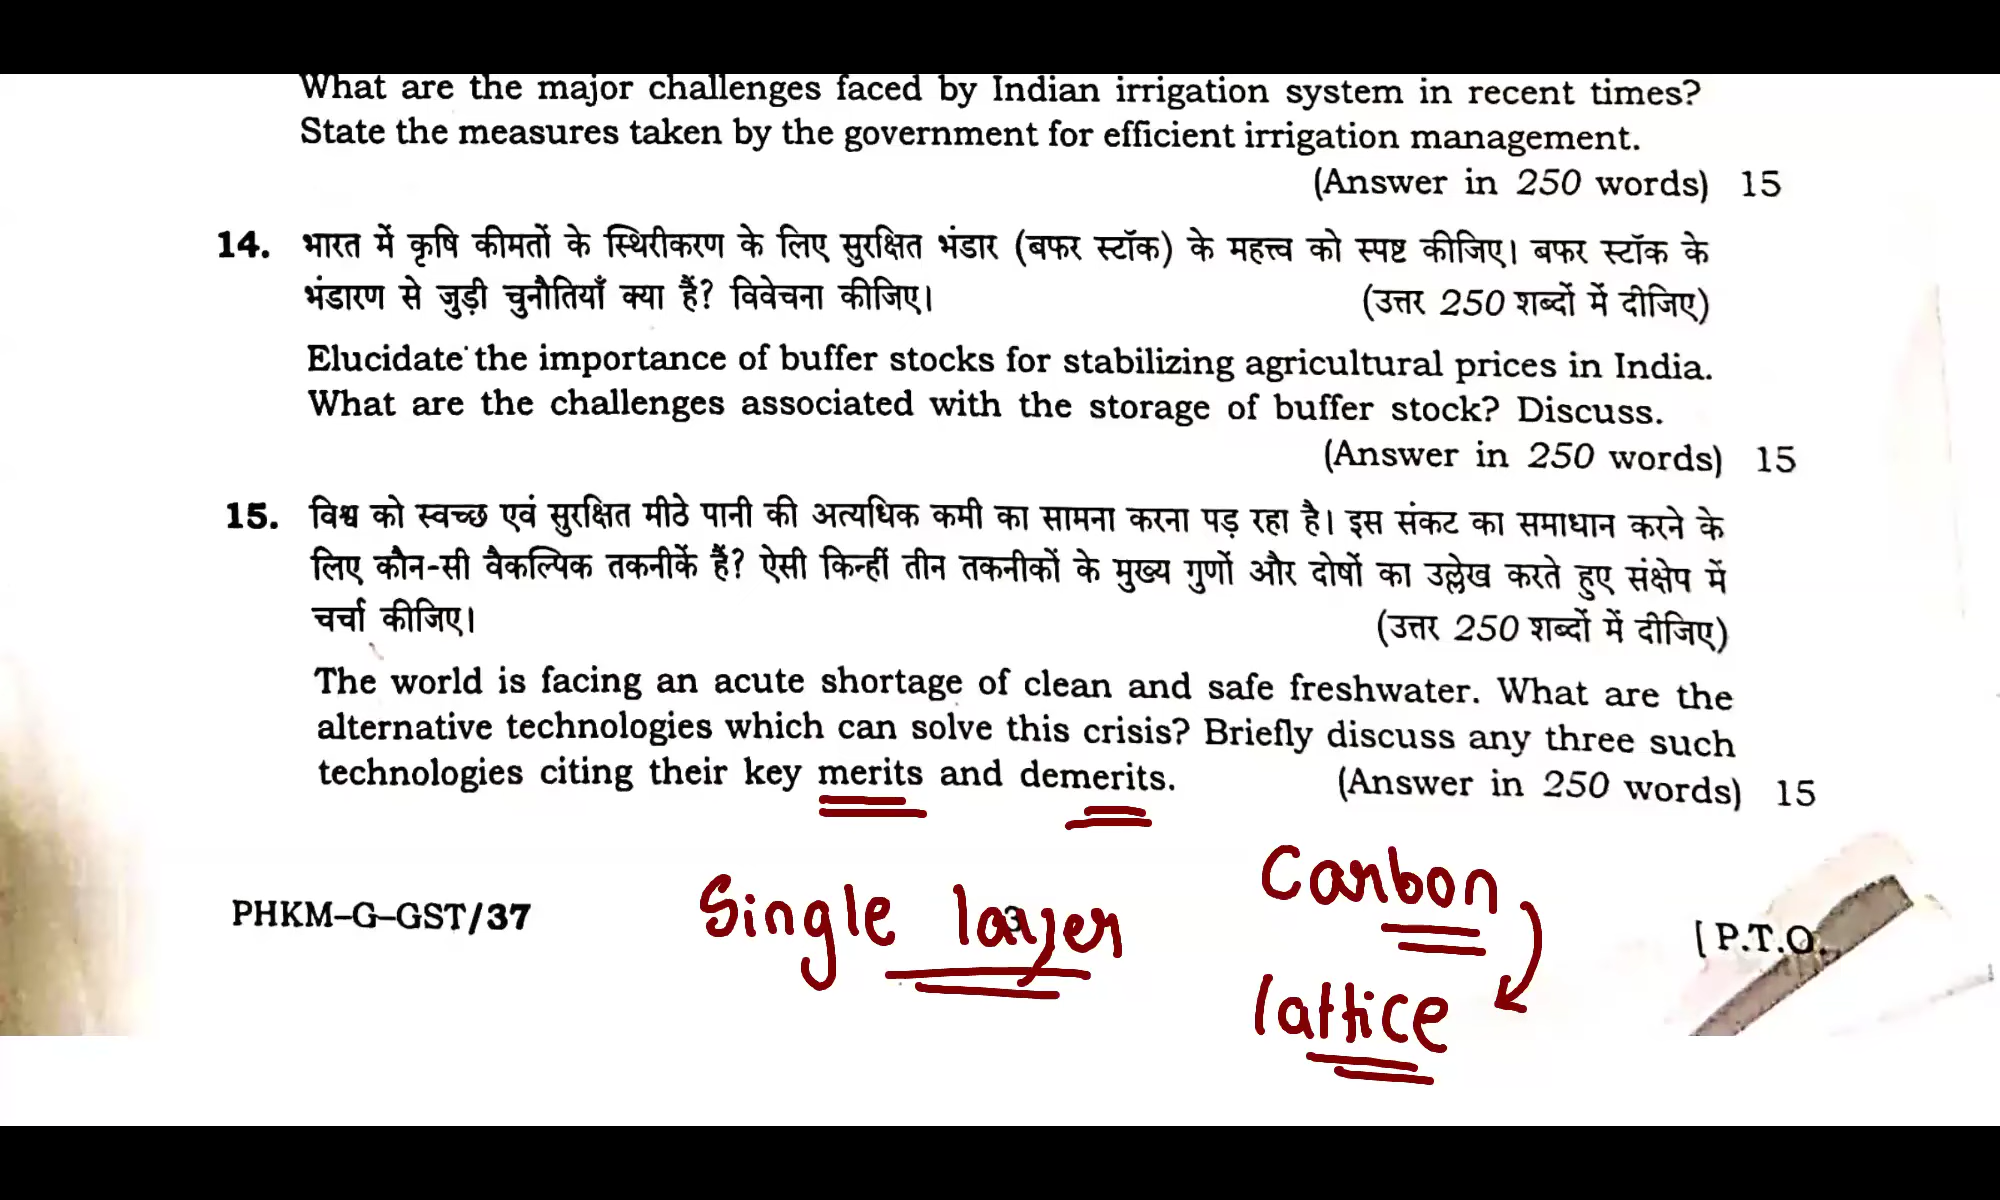 What are the major challenges faced by Indian irrigation system in recent times?
State the measures taken by the government for efficient irrigation management.
(Answer in 250 words) 15
14. भारत में कृषि कीमतों के स्थिरीकरण के लिए सुरक्षित भंडार (बफर स्टॉक) के महत्त्व को स्पष्ट कीजिए। बफर स्टॉक के
भंडारण से जुड़ी चुनौतियाँ क्या हैं? विवेचना कीजिए। (उत्तर 250 शब्दों में दीजिए)
Elucidate the importance of buffer stocks for stabilizing agricultural prices in India.
What are the challenges associated with the storage of buffer stock? Discuss.
(Answer in 250 words) 15
15. विश्व को स्वच्छ एवं सुरक्षित मीठे पानी की अत्यधिक कमी का सामना करना पड़ रहा है। इस संकट का समाधान करने के
लिए कौन-सी वैकल्पिक तकनीकें हैं? ऐसी किन्हीं तीन तकनीकों के मुख्य गुणों और दोषों का उल्लेख करते हुए संक्षेप में
चर्चा कीजिए। (उत्तर 250 शब्दों में दीजिए)
The world is facing an acute shortage of clean and safe freshwater. What are the
alternative technologies which can solve this crisis? Briefly discuss any three such
technologies citing their key merits and demerits. (Answer in 250 words) 15
Carbon
PHKM-G-GST/37 3 [ P.T.O.
Single layer
lattice